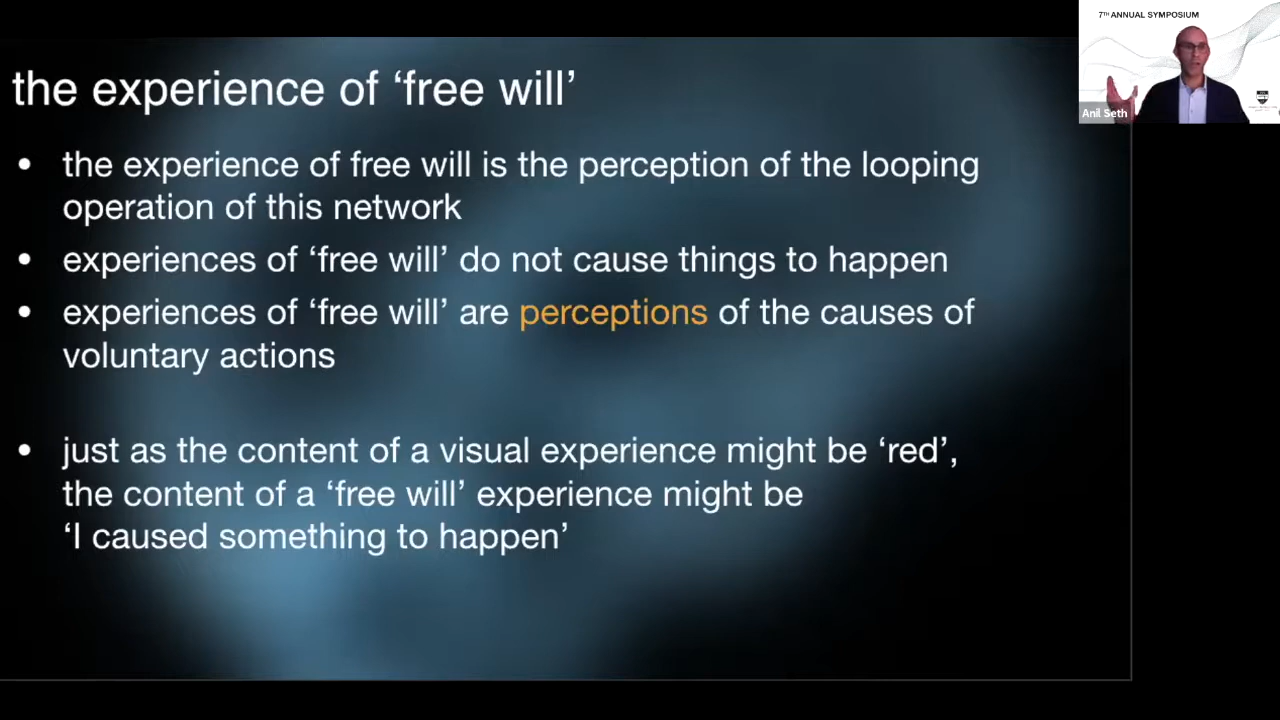 7TH ANNUAL SYMPOSIUM
Anil Seth
the experience of ‘free will’
• the experience of free will is the perception of the looping
operation of this network
• experiences of ‘free will’ do not cause things to happen
• experiences of ‘free will’ are perceptions of the causes of
voluntary actions
• just as the content of a visual experience might be ‘red’,
the content of a ‘free will’ experience might be
‘I caused something to happen’